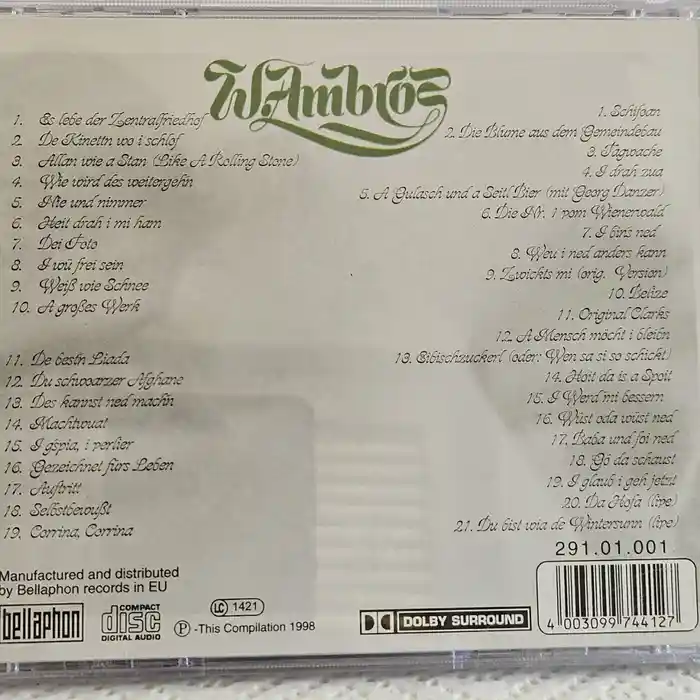 W. Ambros
1. Es lebe der Zentralfriedhof
2. De Kinettn wo i schlof
3. Allan wie a Stan (Like A Rolling Stone)
4. Wie wird des weitergehn
5. Nie und nimmer
6. Heit drah i mi ham
7. Dei Foto
8. I wü frei sein
9. Weiß wie Schnee
10. A großes Werk
11. De bestn Liada
12. Du schwoarzer Afghane
13. Des kannst ned machn
14. Machtwuat
15. I gspia, i verlier
16. Gezeichnet fürs Leben
17. Auftritt
18. Selbstbewußt
19. Corrina, Corrina
1. Schifoan
2. Die Blume aus dem Gemeindebau
3. Tagwache
4. I drah zua
5. A Gulasch und a Seitl Bier (mit Georg Danzer)
6. Die Nr. 1 vom Wienerwald
7. I bins ned
8. Weu i ned anders kann
9. Zwickts mi (orig. Version)
10. Belize
11. Original Clarks
12. A Mensch möcht i bleibn
13. Eibischzuckerl (oder: Wen sa si so schickt)
14. Hoit da is a Spoit
15. I Werd mi bessern
16. Wüst oda wüst ned
17. Baba und foi ned
18. Gö da schaust
19. I glaub i geh jetzt
20. Da Hofa (live)
21. Du bist wia de Wintersunn (live)
291.01.001
Manufactured and distributed
by Bellaphon records in EU
bellaphon
COMPACT
disc
DIGITAL AUDIO
LC 1421
Ⓟ-This Compilation 1998
DOLBY SURROUND
4 003099 744127